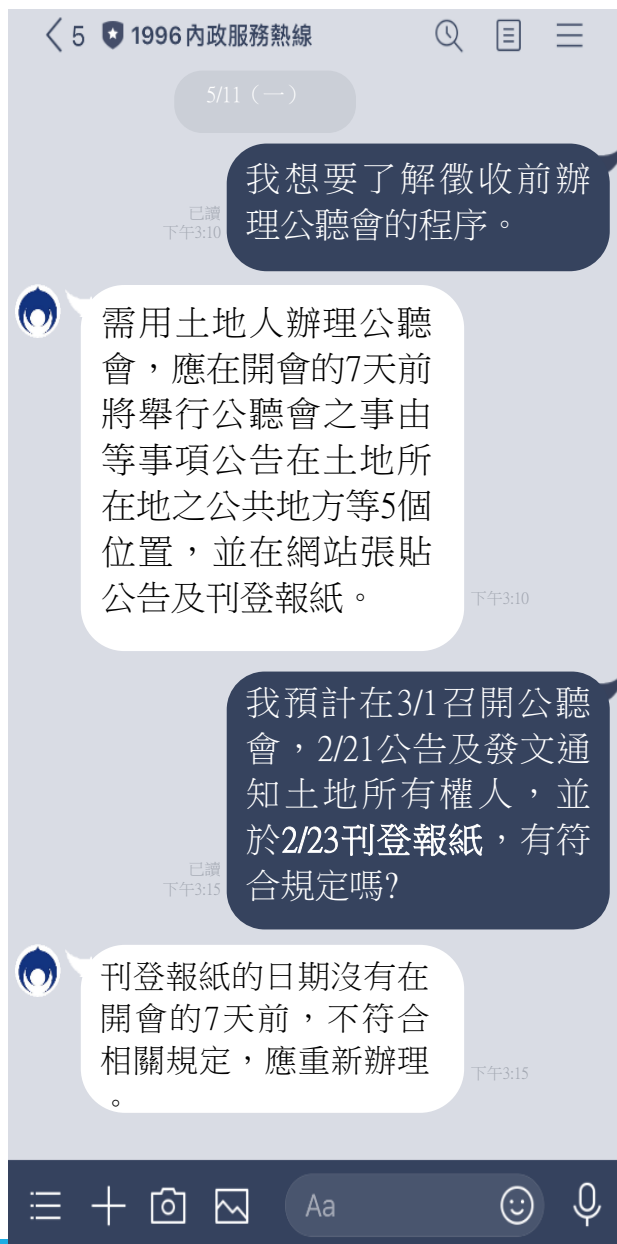 5 1996內政服務熱線
5/11（一）
我想要了解徵收前辦
理公聽會的程序。
已讀
下午3:10
需用土地人辦理公聽
會，應在開會的7天前
將舉行公聽會之事由
等事項公告在土地所
在地之公共地方等5個
位置，並在網站張貼
公告及刊登報紙。
下午3:10
我預計在3/1召開公聽
會，2/21公告及發文通
知土地所有權人，並
於2/23刊登報紙，有符
合規定嗎?
已讀
下午3:15
刊登報紙的日期沒有在
開會的7天前，不符合
相關規定，應重新辦理
。
下午3:15
Aa